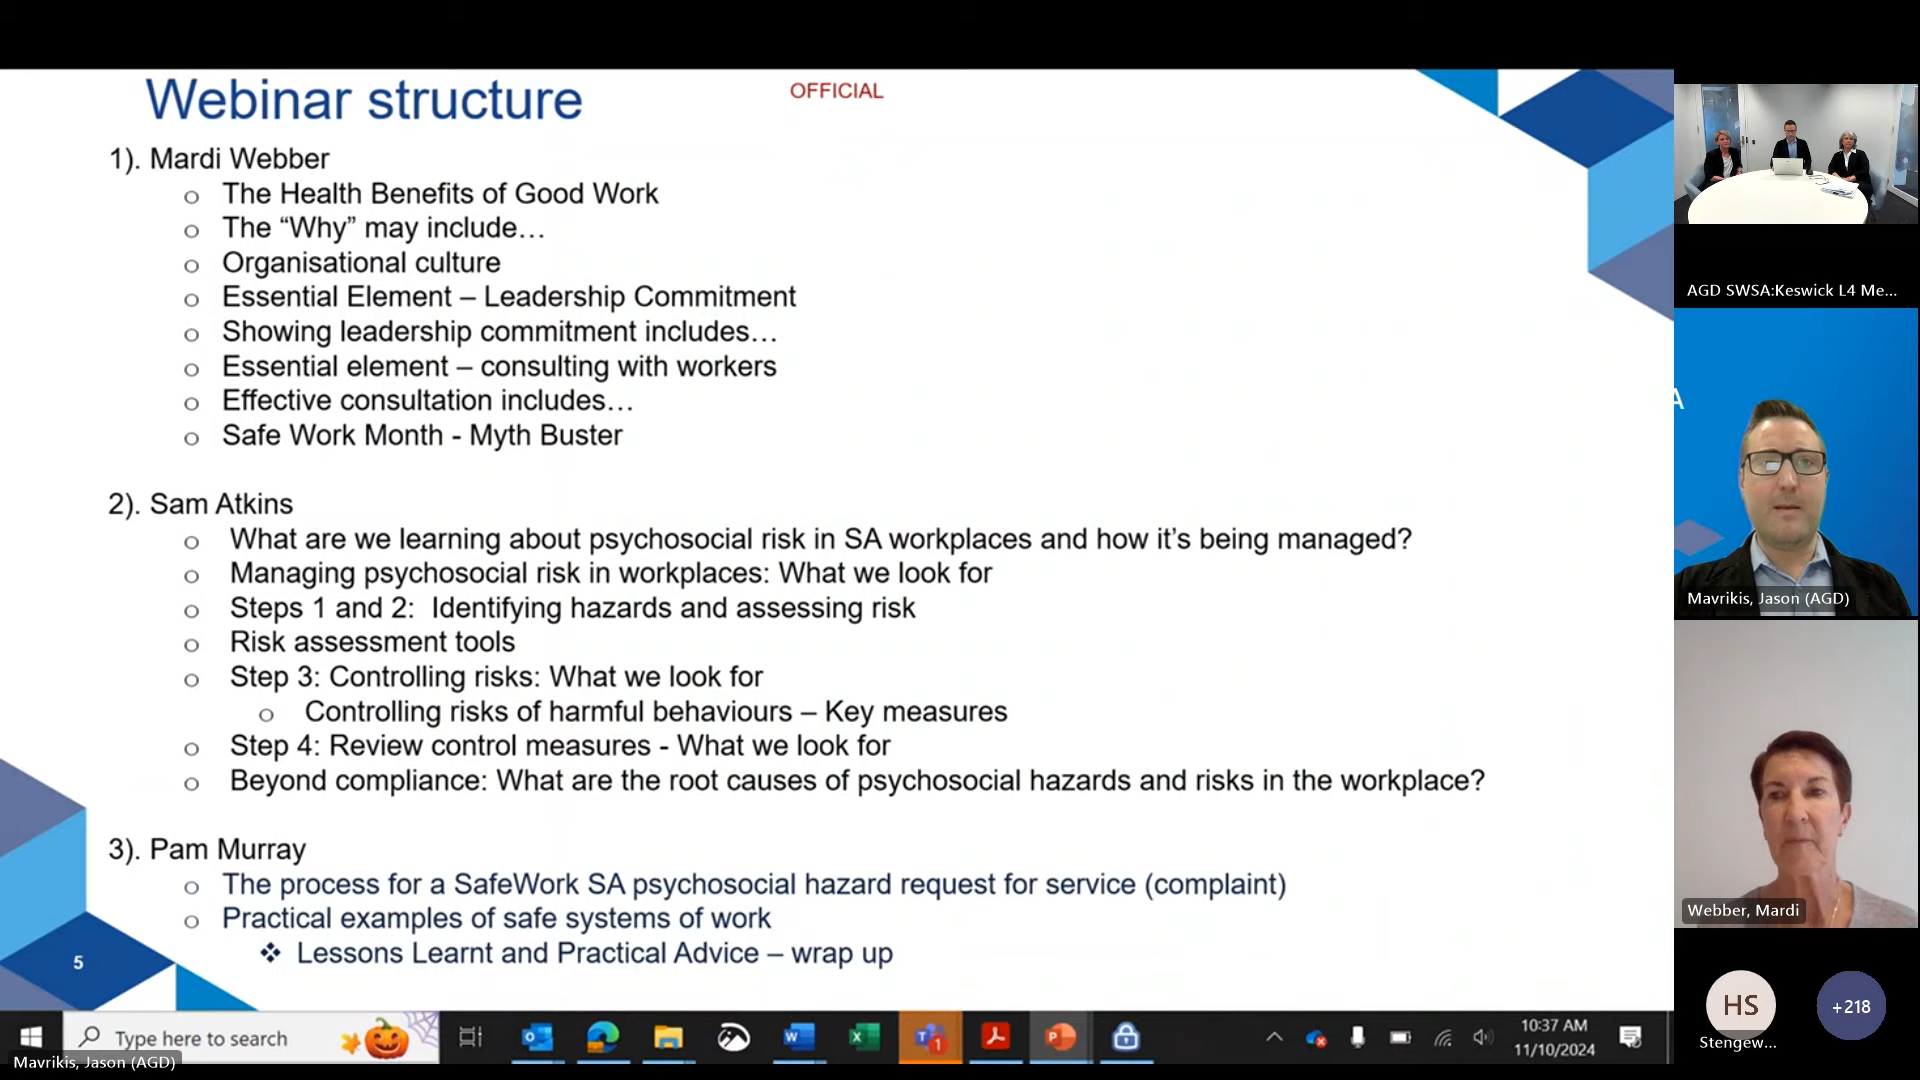 Webinar structure
OFFICIAL
1). Mardi Webber
o The Health Benefits of Good Work
o The “Why” may include…
o Organisational culture
o Essential Element – Leadership Commitment
o Showing leadership commitment includes…
o Essential element – consulting with workers
o Effective consultation includes…
o Safe Work Month - Myth Buster
2). Sam Atkins
o What are we learning about psychosocial risk in SA workplaces and how it’s being managed?
o Managing psychosocial risk in workplaces: What we look for
o Steps 1 and 2: Identifying hazards and assessing risk
o Risk assessment tools
o Step 3: Controlling risks: What we look for
o Controlling risks of harmful behaviours – Key measures
o Step 4: Review control measures - What we look for
o Beyond compliance: What are the root causes of psychosocial hazards and risks in the workplace?
3). Pam Murray
o The process for a SafeWork SA psychosocial hazard request for service (complaint)
o Practical examples of safe systems of work
❖ Lessons Learnt and Practical Advice – wrap up
5
AGD SWSA:Keswick L4 Me...
A
Mavrikis, Jason (AGD)
Webber, Mardi
HS
+218
Stengew...
Type here to search
1
10:37 AM
11/10/2024
Mavrikis, Jason (AGD)